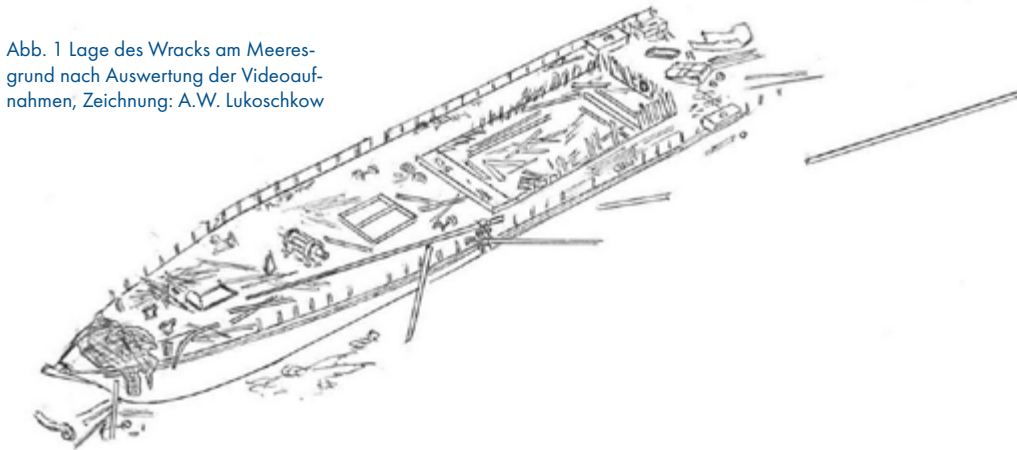 Abb. 1 Lage des Wracks am Meeres-
grund nach Auswertung der Videoauf-
nahmen, Zeichnung: A.W. Lukoschkow